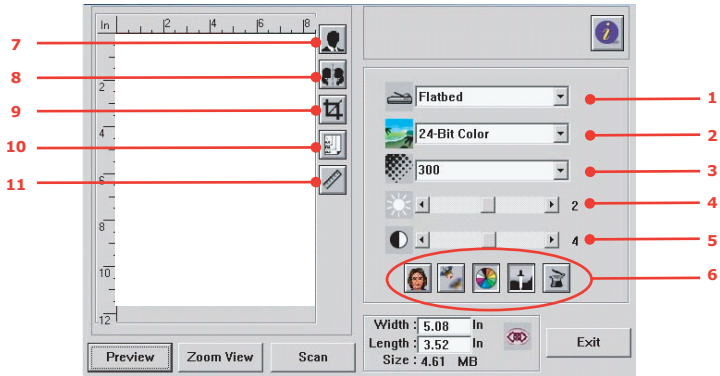 In 2 4 6 8
7
8
9
10
11
2
4
6
8
10
12
i
Flatbed
24-Bit Color
300
2
4
1
2
3
4
5
6
Width : 5.08 In
Length : 3.52 In
Size : 4.61 MB
Preview Zoom View Scan
Exit